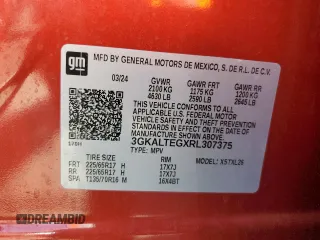 gm
MFD BY GENERAL MOTORS DE MEXICO, S. DE R.L. DE C.V.
03/24 GVWR GAWR FRT GAWR RR
2100 KG 1175 KG 1200 KG
4630 LB 2590 LB 2645 LB
THIS VEHICLE CONFORMS TO ALL APPLICABLE U.S. FEDERAL MOTOR VEHICLE SAFETY AND THEFT PREVENTION STANDARDS IN EFFECT ON THE DATE OF MANUFACTURE SHOWN ABOVE.
3GKALTEGXRL307375
TYPE: MPV MODEL: XS7XL26
TIRE SIZE RIM
FRT 225/65R17 H 17X7J
RR 225/65R17 H 17X7J
SPA T135/70R16 M 16X4BT
DREAMBID